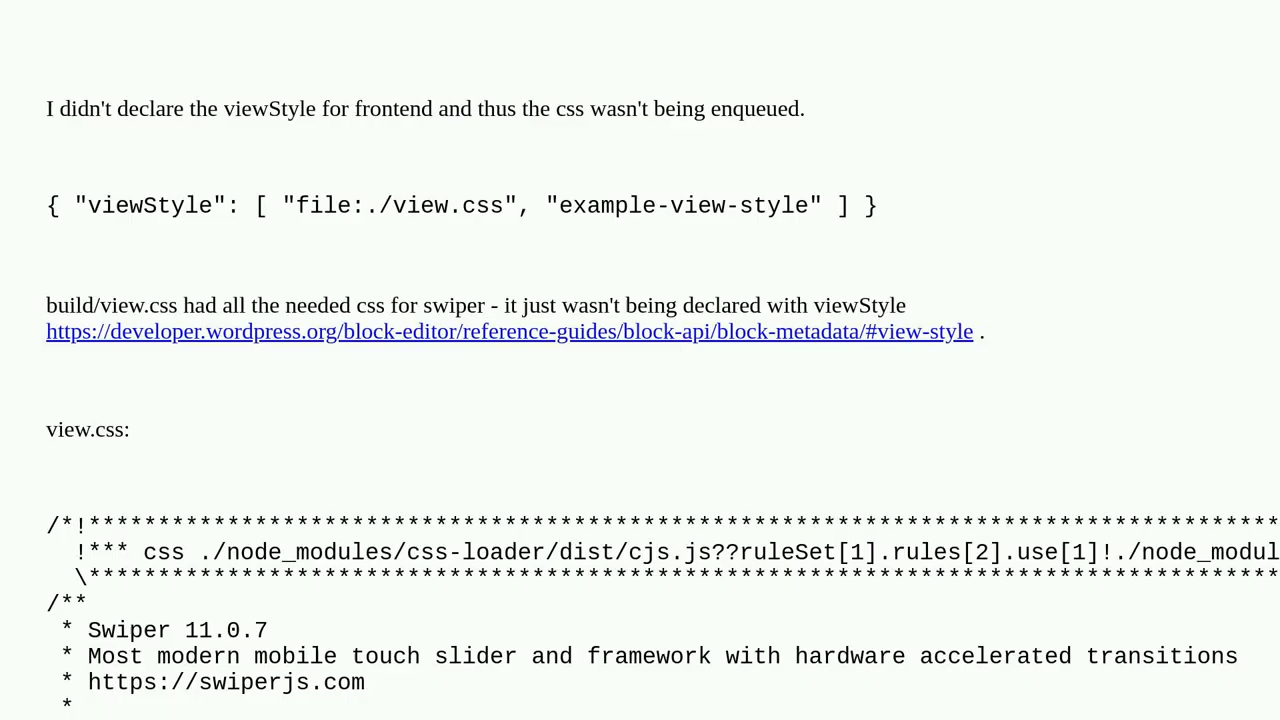 I didn't declare the viewStyle for frontend and thus the css wasn't being enqueued.
{ "viewStyle": [ "file:./view.css", "example-view-style" ] }
build/view.css had all the needed css for swiper - it just wasn't being declared with viewStyle
https://developer.wordpress.org/block-editor/reference-guides/block-api/block-metadata/#view-style .
view.css:
/*!***************************************************************************************
  !*** css ./node_modules/css-loader/dist/cjs.js??ruleSet[1].rules[2].use[1]!./node_modul
  \***************************************************************************************
/**
 * Swiper 11.0.7
 * Most modern mobile touch slider and framework with hardware accelerated transitions
 * https://swiperjs.com
 *